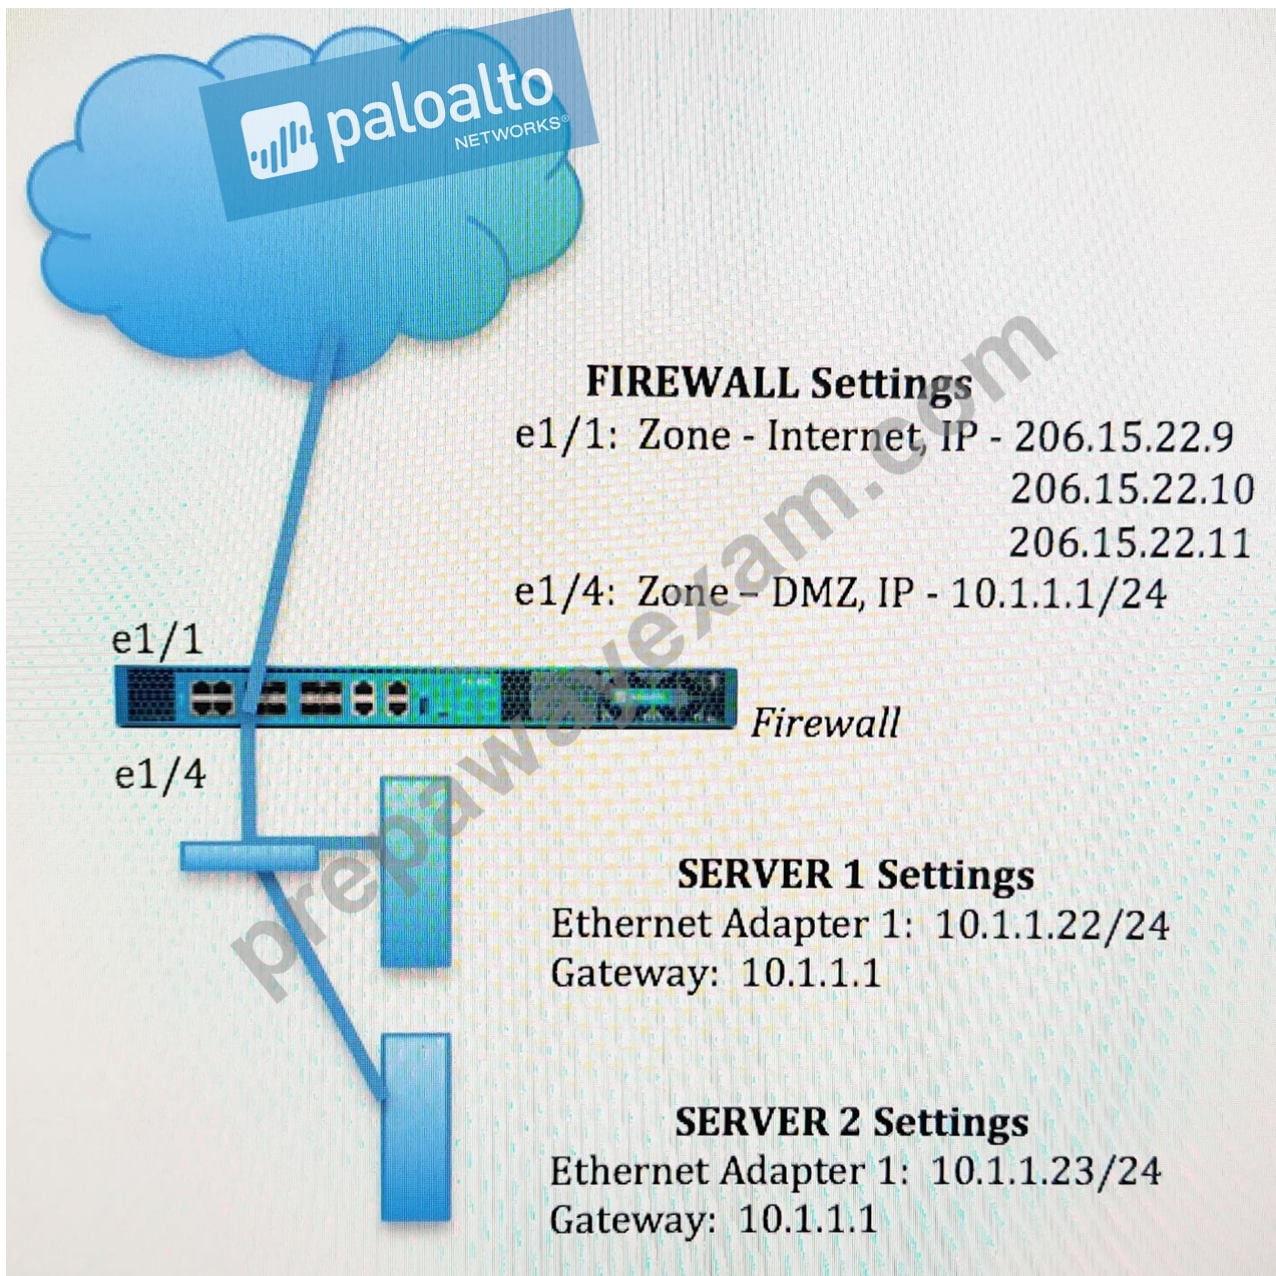 paloalto
NETWORKS®
FIREWALL Settings
e1/1: Zone - Internet, IP - 206.15.22.9
206.15.22.10
206.15.22.11
e1/4: Zone – DMZ, IP - 10.1.1.1/24
e1/1
Firewall
e1/4
prepawayexam.com
SERVER 1 Settings
Ethernet Adapter 1: 10.1.1.22/24
Gateway: 10.1.1.1
SERVER 2 Settings
Ethernet Adapter 1: 10.1.1.23/24
Gateway: 10.1.1.1